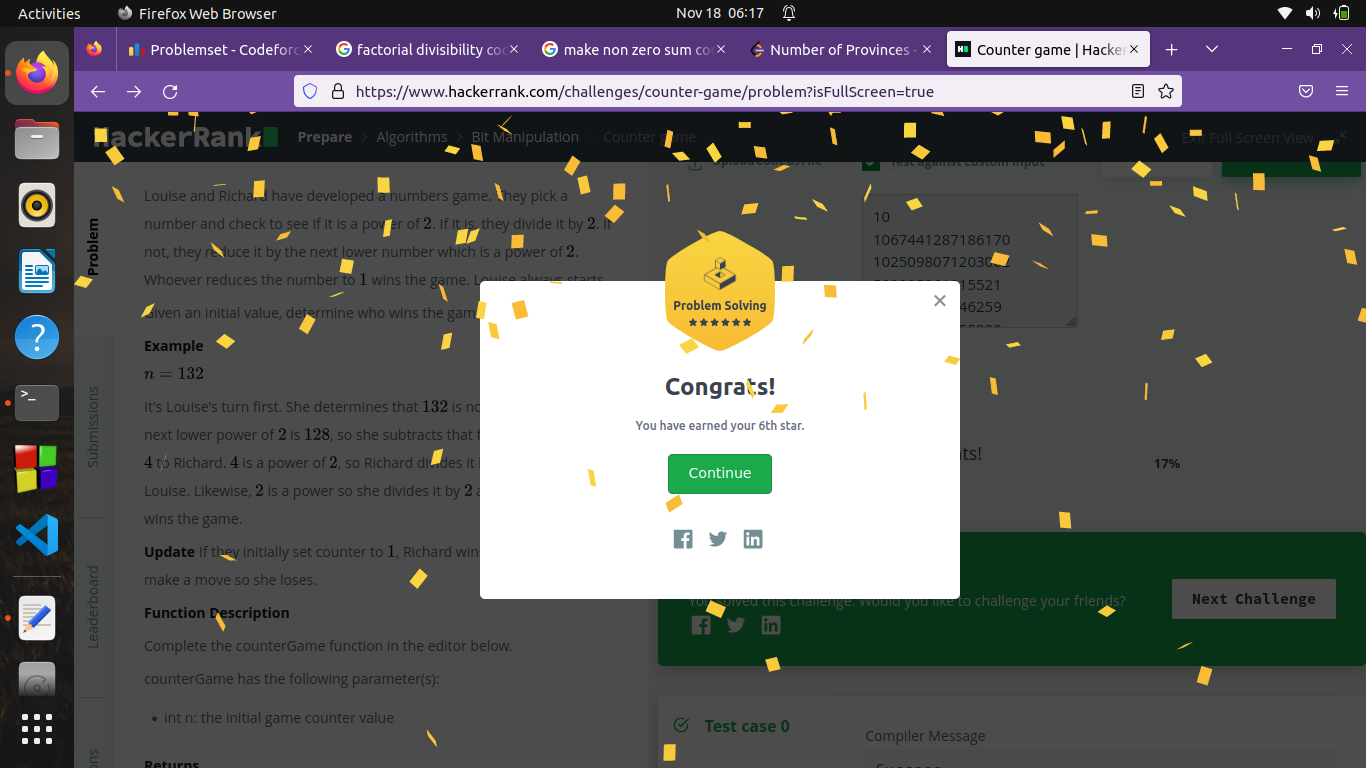 Activities
Firefox Web Browser
Nov 18 06:17
Problemset - Codeforc
factorial divisibility co
make non zero sum co
Number of Provinces -
Counter game | Hacker
https://www.hackerrank.com/challenges/counter-game/problem?isFullScreen=true
HackerRank
Prepare
Algorithms
Bit Manipulation
Counter game
Exit Full Screen View
Test against custom input
Problem
Submissions
Leaderboard
Louise and Richard have developed a numbers game. They pick a
number and check to see if it is a power of 2. If it is, they divide it by 2. If
not, they reduce it by the next lower number which is a power of 2.
Whoever reduces the number to 1 wins the game. Louise always starts.
Given an initial value, determine who wins the gam
Example
n = 132
It's Louise's turn first. She determines that 132 is no
next lower power of 2 is 128, so she subtracts that
4 to Richard. 4 is a power of 2, so Richard divides it
Louise. Likewise, 2 is a power so she divides it by 2
wins the game.
Update If they initially set counter to 1, Richard win
make a move so she loses.
Function Description
Complete the counterGame function in the editor below.
counterGame has the following parameter(s):
• int n: the initial game counter value
Returns
10
1067441287186170
15521
46259
Problem Solving
Congrats!
You have earned your 6th star.
Continue
ts!
17%
You solved this challenge. Would you like to challenge your friends?
Next Challenge
Test case 0
Compiler Message
Success